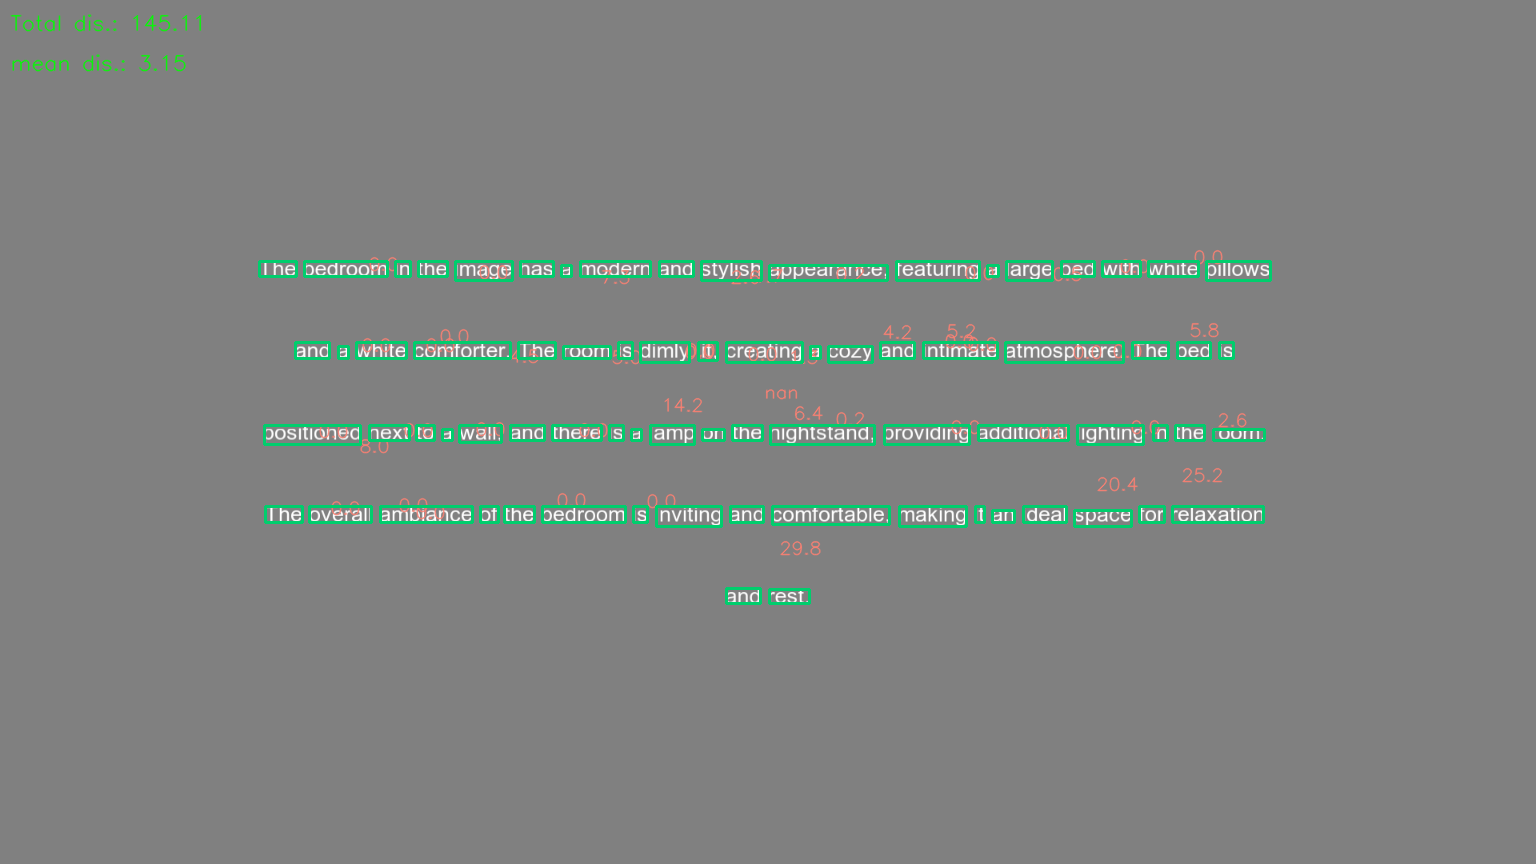 Total dis.: 145.11
mean dis.: 3.15
The bedroom in the image has a modern and stylish appearance, featuring a large bed with white pillows
0.0
7.5
0.0
and a white comforter. The room is dimly lit, creating a cozy and intimate atmosphere. The bed is
0.0
4.2
5.2
5.8
nan
14.2
6.4
0.2
2.6
positioned next to a wall, and there is a lamp on the nightstand, providing additional lighting in the room.
8.0
20.4
25.2
0.0
0.0
0.0
The overall ambiance of the bedroom is inviting and comfortable, making it an ideal space for relaxation
29.8
and rest.